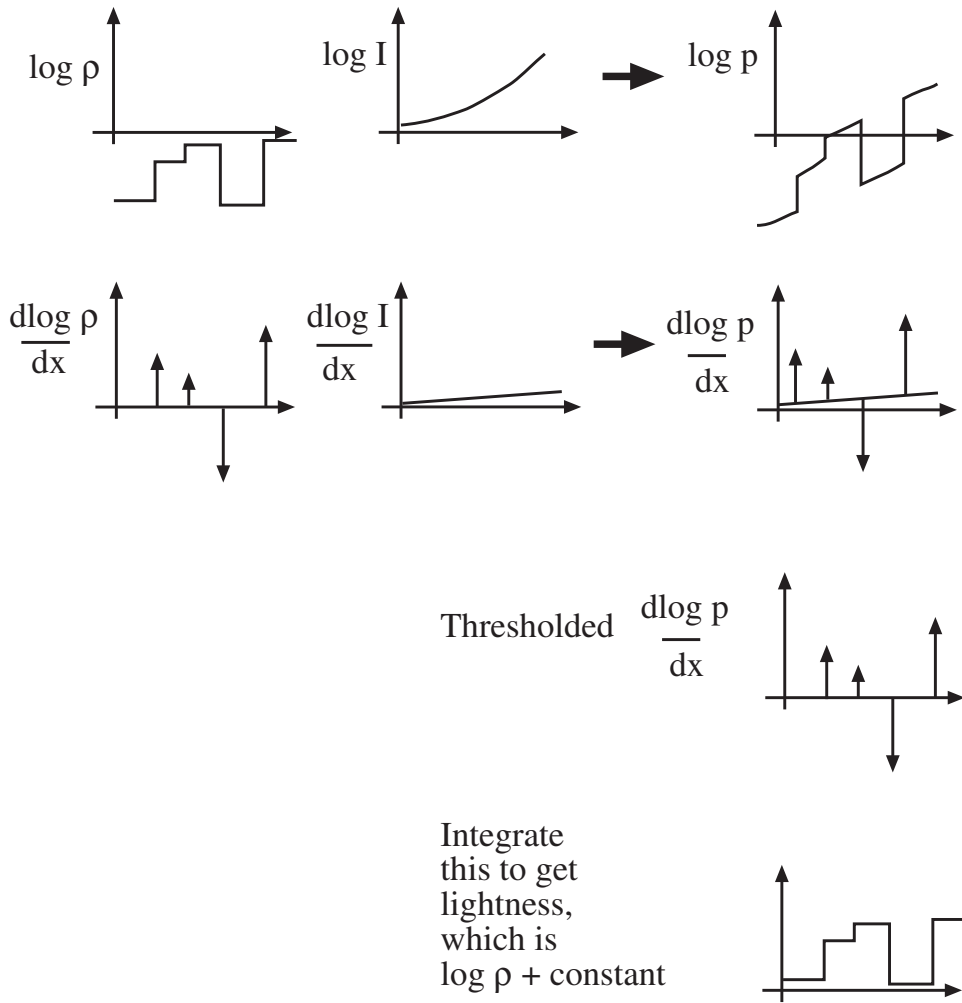 log ρ
log I
log p
dlog ρ
dx
dlog I
dx
dlog p
dx
Thresholded
dlog p
dx
Integrate
this to get
lightness,
which is
log ρ + constant